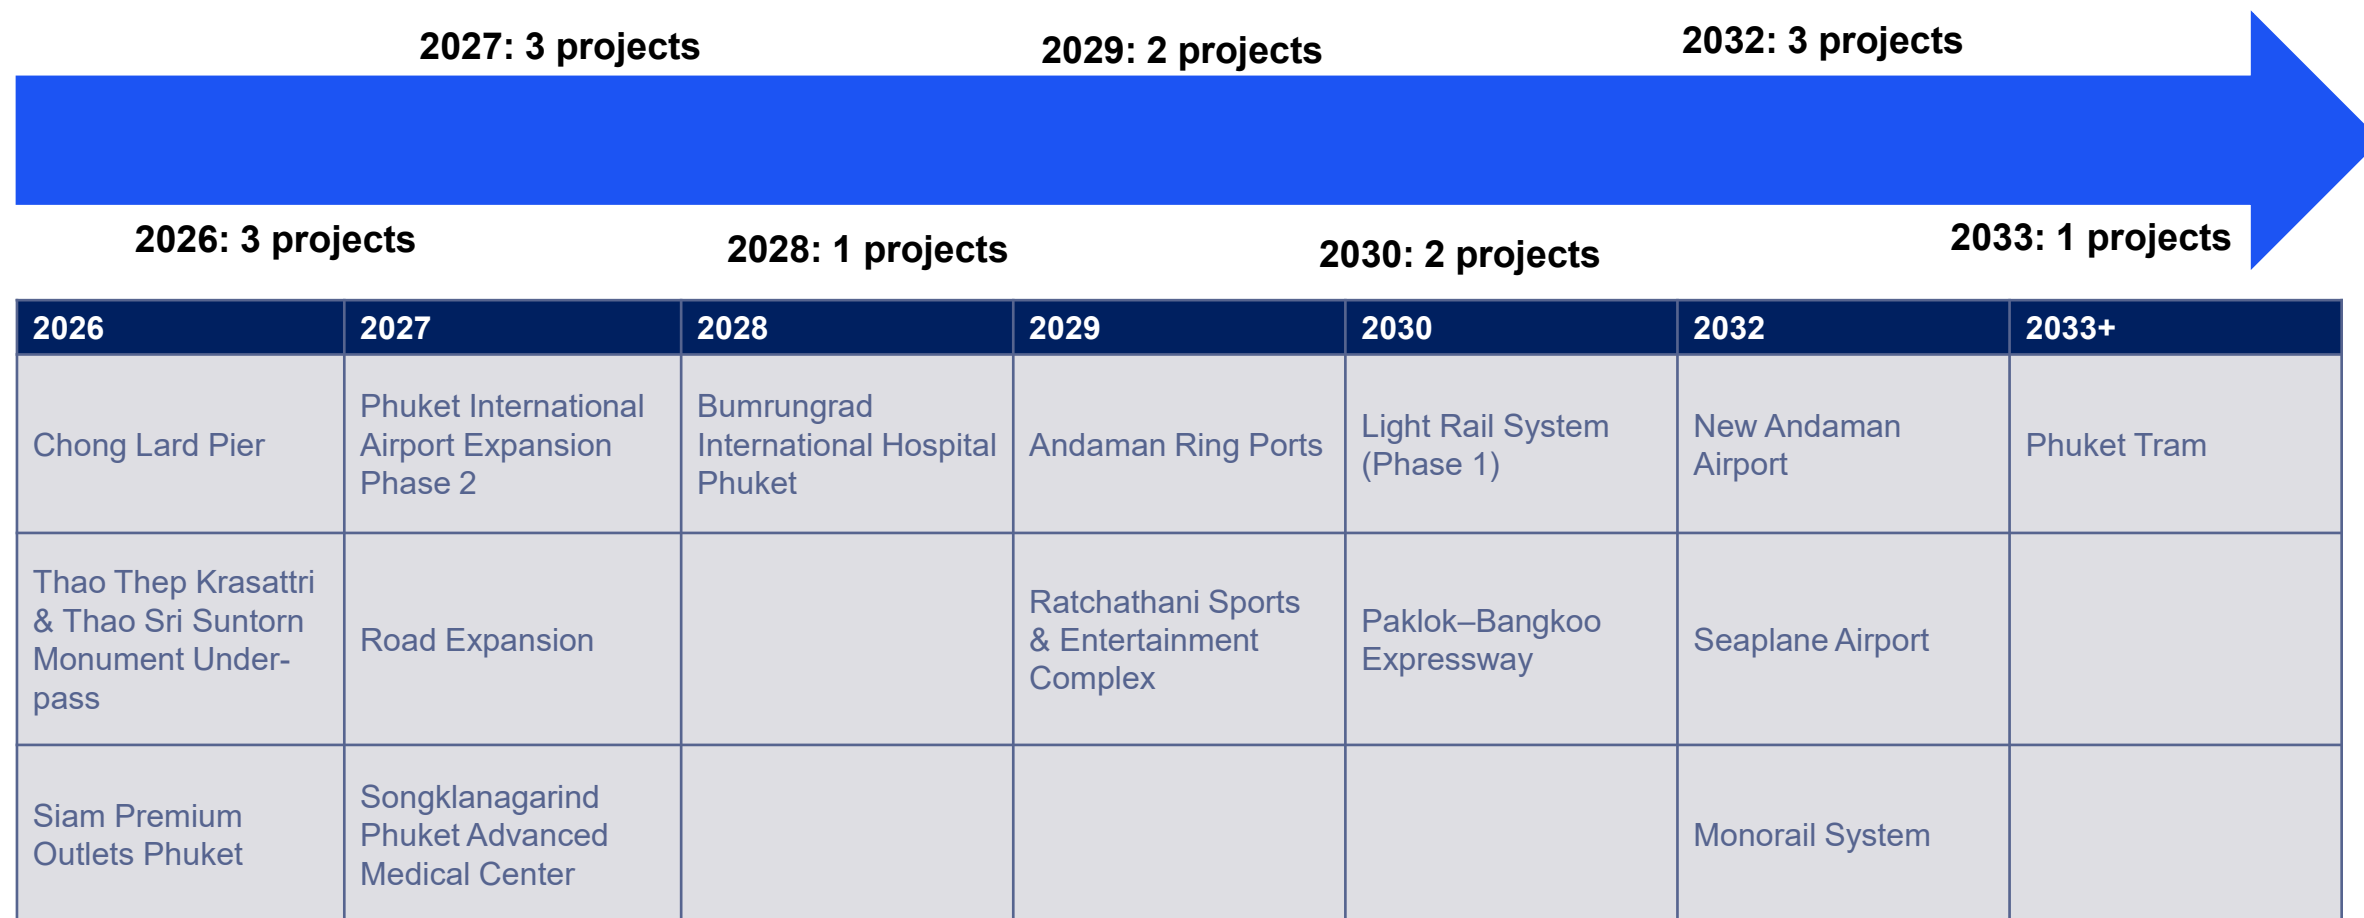 2027: 3 projects
2029: 2 projects
2032: 3 projects
2026: 3 projects
2028: 1 projects
2030: 2 projects
2033: 1 projects
2026
2027
2028
2029
2030
2032
2033+
Chong Lard Pier
Phuket International
Airport Expansion
Phase 2
Bumrungrad
International Hospital
Phuket
Andaman Ring Ports
Light Rail System
(Phase 1)
New Andaman
Airport
Phuket Tram
Thao Thep Krasattri
& Thao Sri Suntorn
Monument Under-
pass
Road Expansion
Ratchathani Sports
& Entertainment
Complex
Paklok–Bangkoo
Expressway
Seaplane Airport
Siam Premium
Outlets Phuket
Songklanagarind
Phuket Advanced
Medical Center
Monorail System